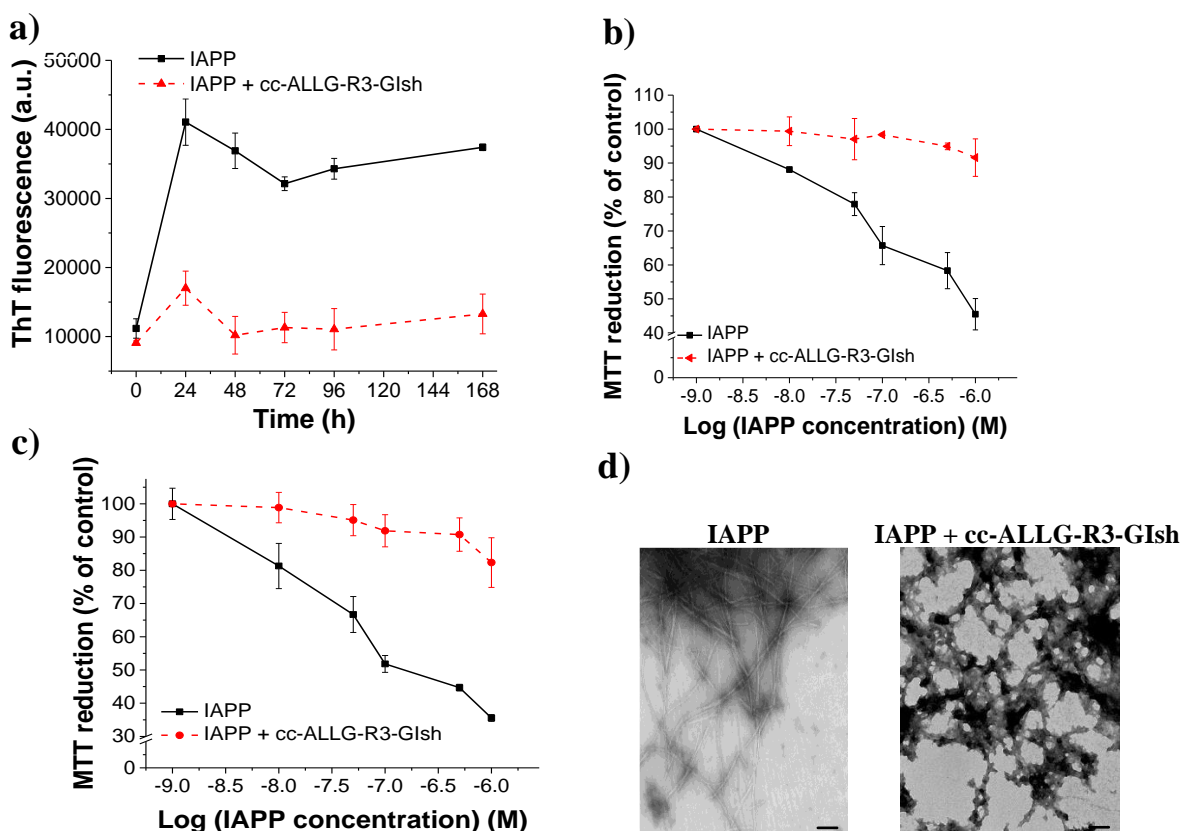 a)
ThT fluorescence (a.u.)
50000
40000
30000
20000
10000
IAPP
IAPP + cc-ALLG-R3-GIsh
0 24 48 72 96 120 144 168
Time (h)
b)
MTT reduction (% of control)
110
100
90
80
70
60
50
40
0
IAPP
IAPP + cc-ALLG-R3-GIsh
-9.0 -8.5 -8.0 -7.5 -7.0 -6.5 -6.0
Log (IAPP concentration) (M)
c)
MTT reduction (% of control)
100
90
80
70
60
50
40
30
0
IAPP
IAPP + cc-ALLG-R3-GIsh
-9.0 -8.5 -8.0 -7.5 -7.0 -6.5 -6.0
Log (IAPP concentration) (M)
d)
IAPP
IAPP + cc-ALLG-R3-GIsh